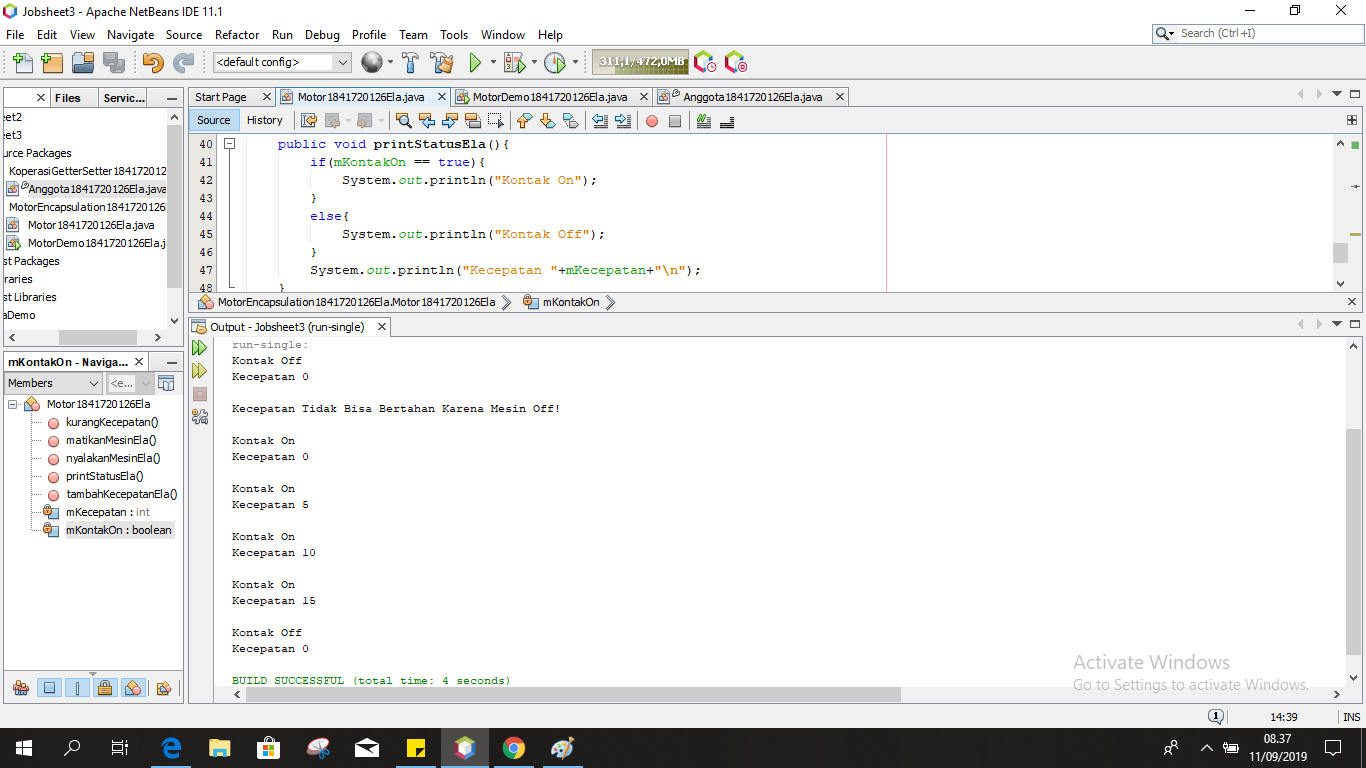 Jobsheet3 - Apache NetBeans IDE 11.1
File Edit View Navigate Source Refactor Run Debug Profile Team Tools Window Help
Search (Ctrl+I)
<default config>
311,1/472,0MB
Files Servic...
eet2
eet3
urce Packages
KoperasiGetterSetter184172012
Anggota1841720126Ela.java
MotorEncapsulation1841720126
Motor1841720126Ela.java
MotorDemo1841720126Ela.j
st Packages
raries
st Libraries
aDemo
Start Page Motor1841720126Ela.java MotorDemo1841720126Ela.java Anggota1841720126Ela.java
Source History
40 public void printStatusEla(){
41 if(mKontakOn == true){
42 System.out.println("Kontak On");
43 }
44 else{
45 System.out.println("Kontak Off");
46 }
47 System.out.println("Kecepatan "+mKecepatan+"\n");
48 }
MotorEncapsulation1841720126Ela.Motor1841720126Ela mKontakOn
mKontakOn - Naviga...
Members <e...
Motor1841720126Ela
kurangKecepatan()
matikanMesinEla()
nyalakanMesinEla()
printStatusEla()
tambahKecepatanEla()
mKecepatan : int
mKontakOn : boolean
Output - Jobsheet3 (run-single)
run-single:
Kontak Off
Kecepatan 0
Kecepatan Tidak Bisa Bertahan Karena Mesin Off!
Kontak On
Kecepatan 0
Kontak On
Kecepatan 5
Kontak On
Kecepatan 10
Kontak On
Kecepatan 15
Kontak Off
Kecepatan 0
BUILD SUCCESSFUL (total time: 4 seconds)
Activate Windows
Go to Settings to activate Windows.
1 14:39 INS
08.37
11/09/2019